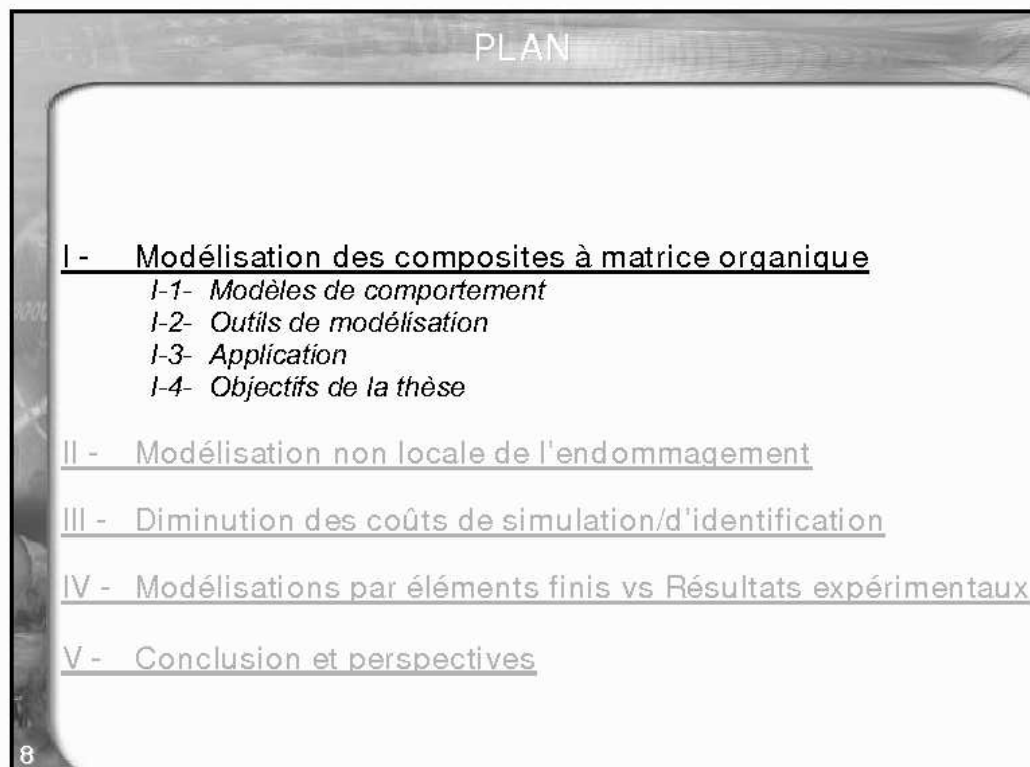 PLAN
I - Modélisation des composites à matrice organique
I-1- Modèles de comportement
I-2- Outils de modélisation
I-3- Application
I-4- Objectifs de la thèse
II - Modélisation non locale de l'endommagement
III - Diminution des coûts de simulation/d'identification
IV - Modélisations par éléments finis vs Résultats expérimentaux
V - Conclusion et perspectives
8